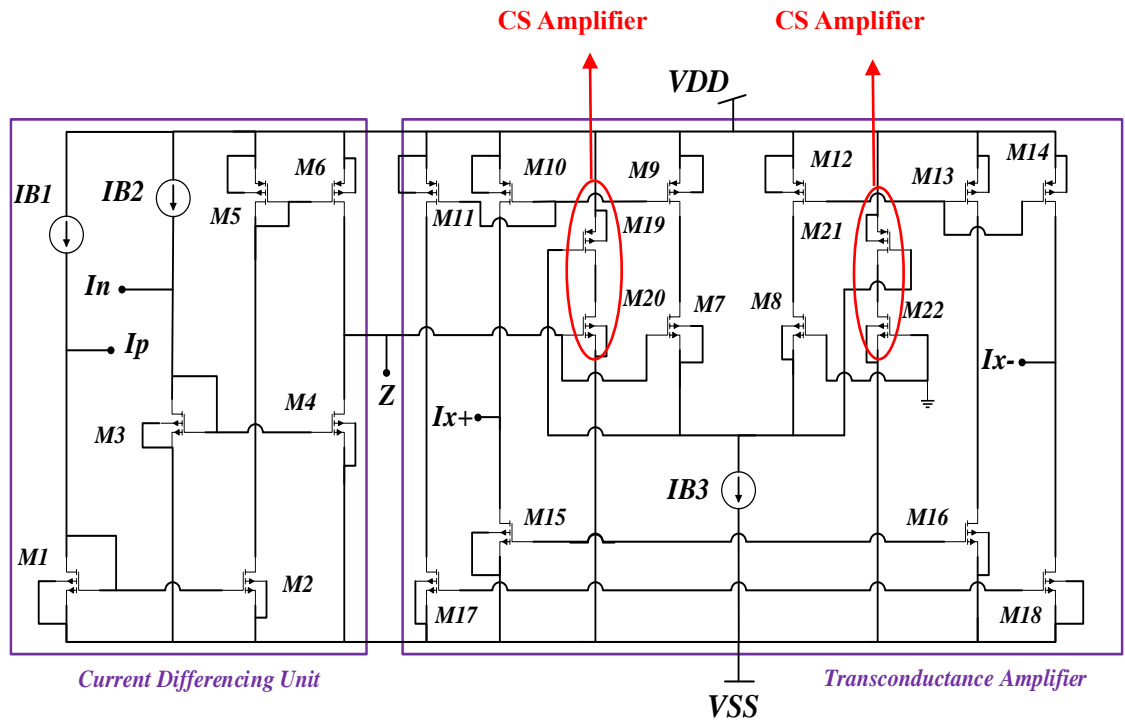 CS Amplifier
CS Amplifier
VDD
IB1
IB2
M6
M5
M10
M9
M11
M19
M12
M13
M14
M21
In
Ip
M20
M7
M8
M22
Ix-
Z
M3
M4
Ix+
IB3
M15
M16
M1
M2
M17
M18
Current Differencing Unit
VSS
Transconductance Amplifier